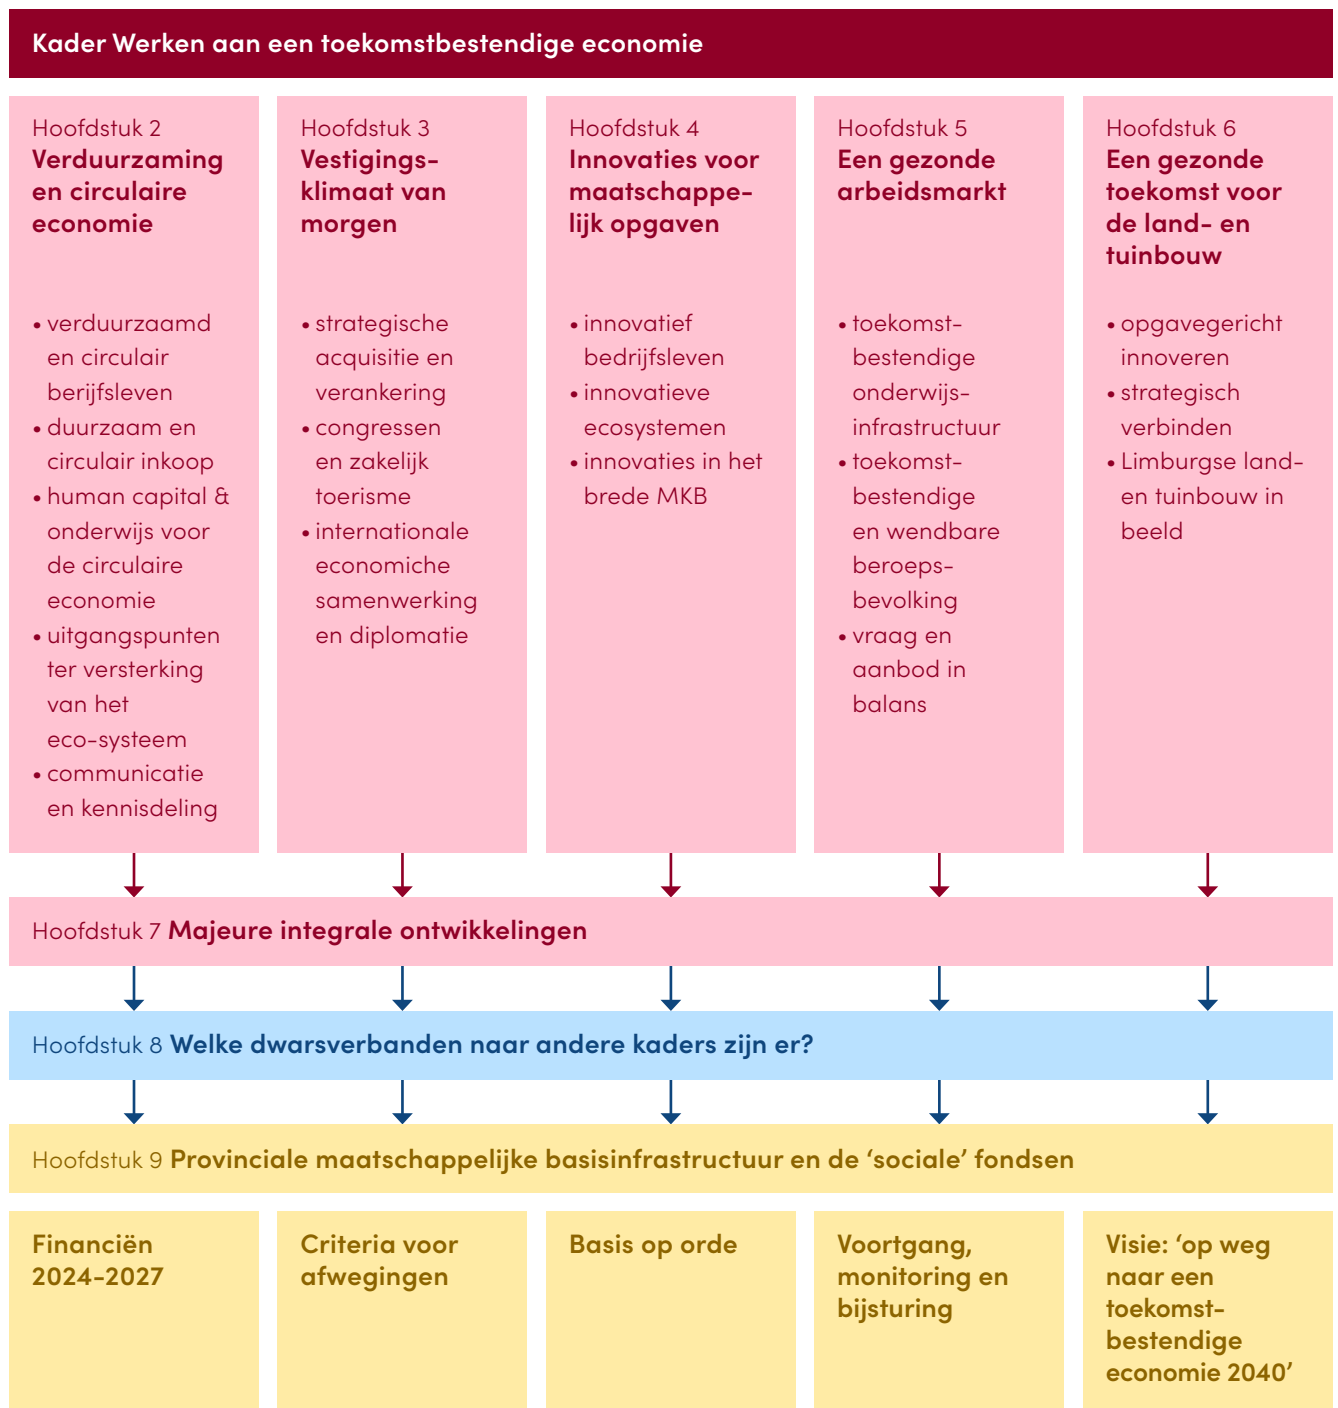 Kader Werken aan een toekomstbestendige economie
Hoofdstuk 2
Verduurzaming
en circulaire
economie
• verduurzaamd
en circulair
berijfsleven
• duurzaam en
circulair inkoop
• human capital &
onderwijs voor
de circulaire
economie
• uitgangspunten
ter versterking
van het
eco-systeem
• communicatie
en kennisdeling
Hoofdstuk 3
Vestigings-
klimaat van
morgen
• strategische
acquisitie en
verankering
• congressen
en zakelijk
toerisme
• internationale
economiche
samenwerking
en diplomatie
Hoofdstuk 4
Innovaties voor
maatschappe-
lijk opgaven
• innovatief
bedrijfsleven
• innovatieve
ecosystemen
• innovaties in het
brede MKB
Hoofdstuk 5
Een gezonde
arbeidsmarkt
• toekomst-
bestendige
onderwijs-
infrastructuur
• toekomst-
bestendige
en wendbare
beroeps-
bevolking
• vraag en
aanbod in
balans
Hoofdstuk 6
Een gezonde
toekomst voor
de land- en
tuinbouw
• opgavegericht
innoveren
• strategisch
verbinden
• Limburgse land-
en tuinbouw in
beeld
Hoofdstuk 7 Majeure integrale ontwikkelingen
Hoofdstuk 8 Welke dwarsverbanden naar andere kaders zijn er?
Hoofdstuk 9 Provinciale maatschappelijke basisinfrastructuur en de ‘sociale’ fondsen
Financiën
2024-2027
Criteria voor
afwegingen
Basis op orde
Voortgang,
monitoring en
bijsturing
Visie: ‘op weg
naar een
toekomst-
bestendige
economie 2040’